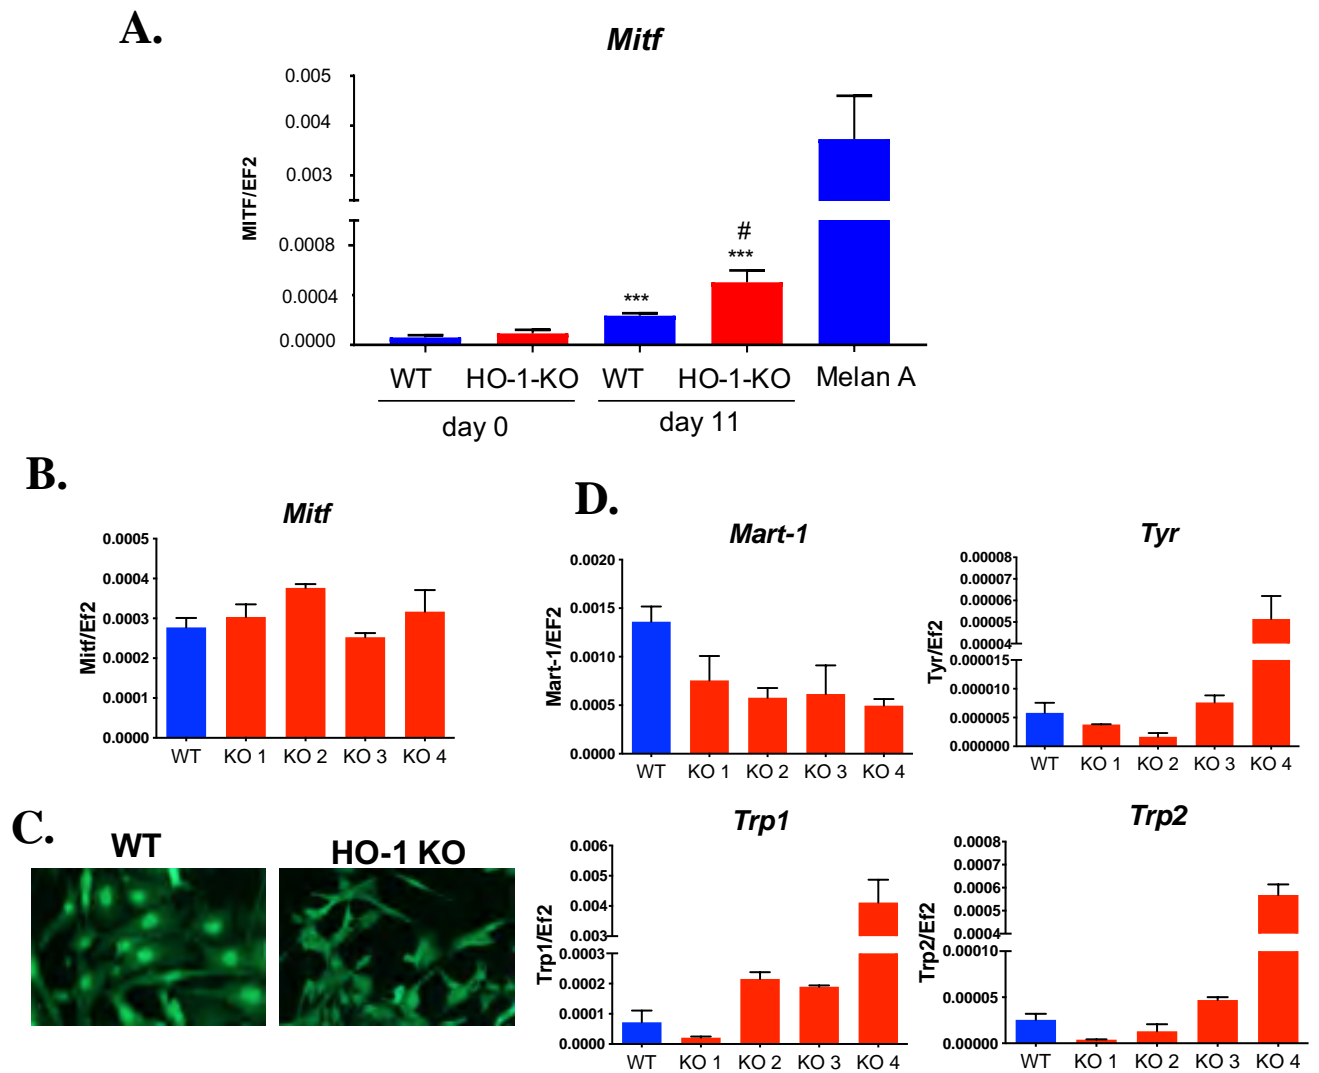 A.
Mitf
MITF/EF2
0.005
0.004
0.003
0.0008
0.0004
0.0000
#
***
***
WT HO-1-KO WT HO-1-KO Melan A
day 0 day 11
B.
Mitf
Mitf/Ef2
0.0005
0.0004
0.0003
0.0002
0.0001
0.0000
WT KO 1 KO 2 KO 3 KO 4
C.
WT HO-1 KO
D.
Mart-1
Mart-1/EF2
0.0020
0.0015
0.0010
0.0005
0.0000
WT KO 1 KO 2 KO 3 KO 4
Tyr
Tyr/Ef2
0.00008
0.00007
0.00006
0.00005
0.00004
0.000015
0.000010
0.000005
0.000000
WT KO 1 KO 2 KO 3 KO 4
Trp1
Trp1/Ef2
0.006
0.005
0.004
0.003
0.0003
0.0002
0.0001
0.0000
WT KO 1 KO 2 KO 3 KO 4
Trp2
Trp2/Ef2
0.0008
0.0007
0.0006
0.0005
0.0004
0.00010
0.00005
0.00000
WT KO 1 KO 2 KO 3 KO 4